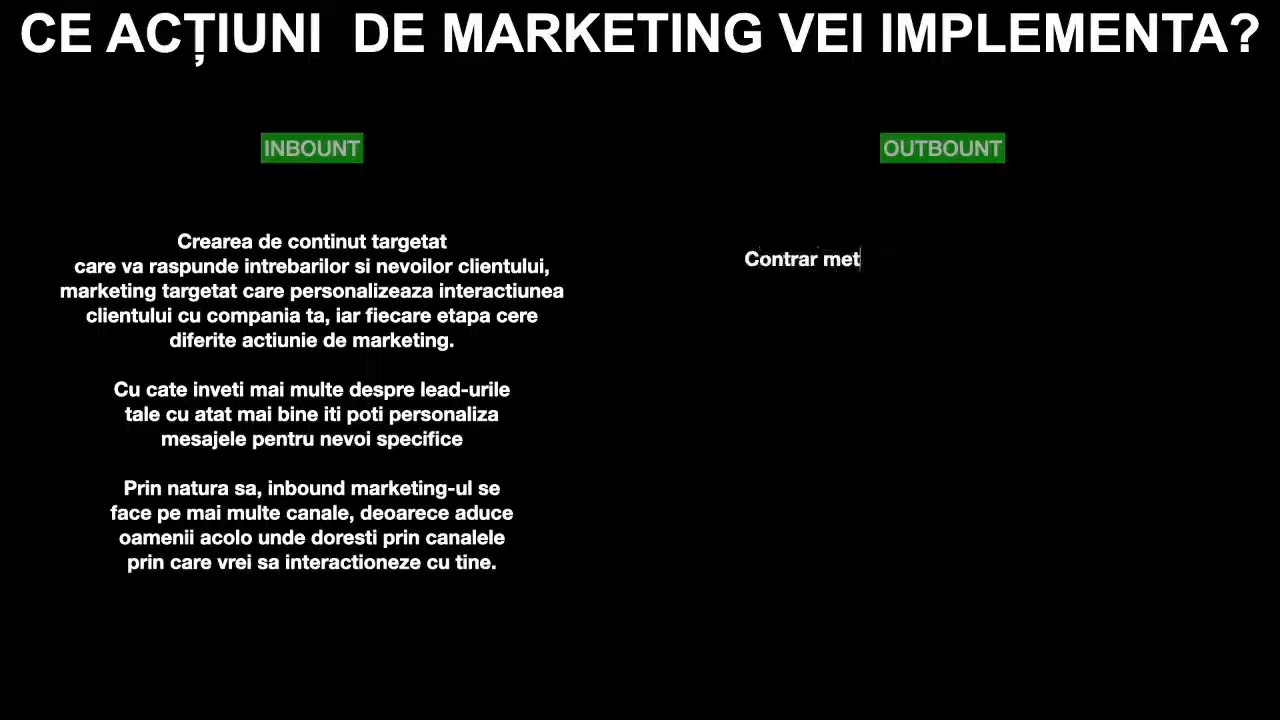 CE ACȚIUNI  DE MARKETING VEI IMPLEMENTA?
INBOUNT
OUTBOUNT
Crearea de continut targetat
care va raspunde intrebarilor si nevoilor clientului,
marketing targetat care personalizeaza interactiunea
clientului cu compania ta, iar fiecare etapa cere
diferite actiunie de marketing.
Cu cate inveti mai multe despre lead-urile
tale cu atat mai bine iti poti personaliza
mesajele pentru nevoi specifice
Prin natura sa, inbound marketing-ul se
face pe mai multe canale, deoarece aduce
oamenii acolo unde doresti prin canalele
prin care vrei sa interactioneze cu tine.
Contrar met